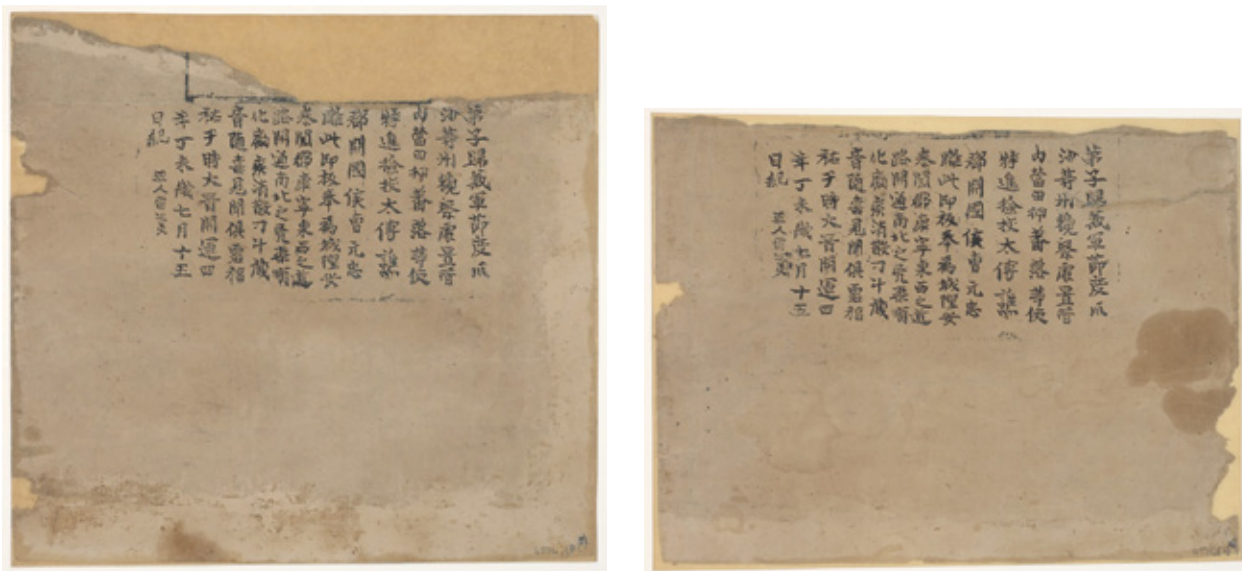 弟子歸義軍節度瓜
沙等州觀察處置管
內營田押蕃落等使
特進檢校太傅譙
郡開國侯曹元忠
雕此印板奉為城隍安
泰闔郡康寧東西之道
路開通南北之兇渠順
化癘疾消散刁斗藏
音隨喜見聞俱霑福
祐于時大晉開運四
年丁未歲七月十五
日紀 匠人雷延美
弟子歸義軍節度瓜
沙等州觀察處置管
內營田押蕃落等使
特進檢校太傅譙
郡開國侯曹元忠
雕此印板奉為城隍安
泰闔郡康寧東西之道
路開通南北之兇渠順
化癘疾消散刁斗藏
音隨喜見聞俱霑福
祐于時大晉開運四
年丁未歲七月十五
日紀 匠人雷延美